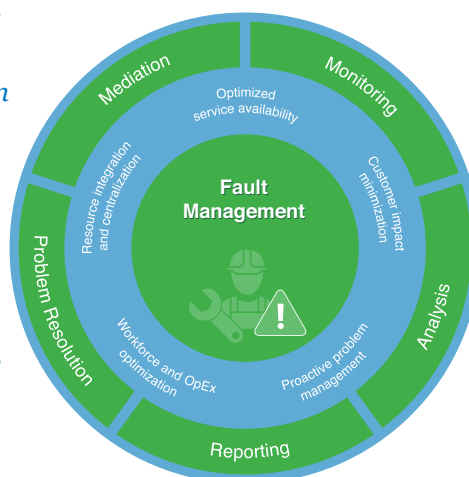 Mediation
Monitoring
n
Optimized
service availability
Resource integration
and centralization
Customer impact
minimization
Fault
Management
!
Problem Resolution
Analysis
Workforce and OpEx
optimization
Proactive problem
management
Reporting